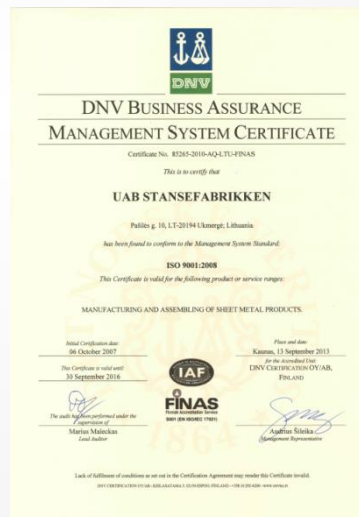 DNV
DNV BUSINESS ASSURANCE
MANAGEMENT SYSTEM CERTIFICATE
Certificate No. 85265-2010-AQ-LTU-FINAS
This is to certify that
UAB STANSEFABRIKKEN
Pašilės g. 10, LT-20194 Ukmergė; Lithuania
has been found to conform to the Management System Standard:
ISO 9001:2008
This Certificate is valid for the following product or service ranges:
MANUFACTURING AND ASSEMBLING OF SHEET METAL PRODUCTS.
Initial Certification date:
06 October 2007
Place and date:
Kaunas, 13 September 2013
This Certificate is valid until
30 September 2016
for the Accredited Unit:
DNV CERTIFICATION OY/AB,
FINLAND
IAF
FINAS
Finnish Accreditation Service
S001 (EN ISO/IEC 17021)
The audit has been performed under the
supervision of
Marius Maleckas
Lead Auditor
Audrius Šileika
Management Representative
Lack of fulfilment of conditions as set out in the Certification Agreement may render this Certificate invalid.